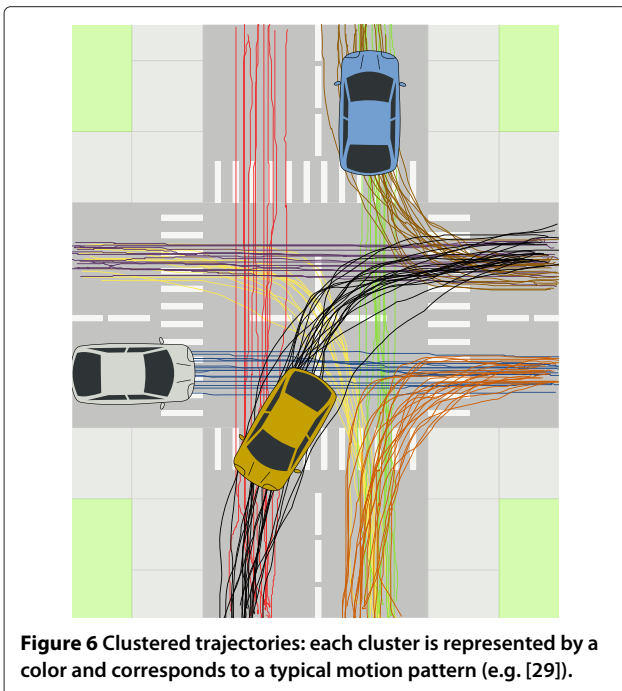 Figure 6 Clustered trajectories: each cluster is represented by a
color and corresponds to a typical motion pattern (e.g. [29]).